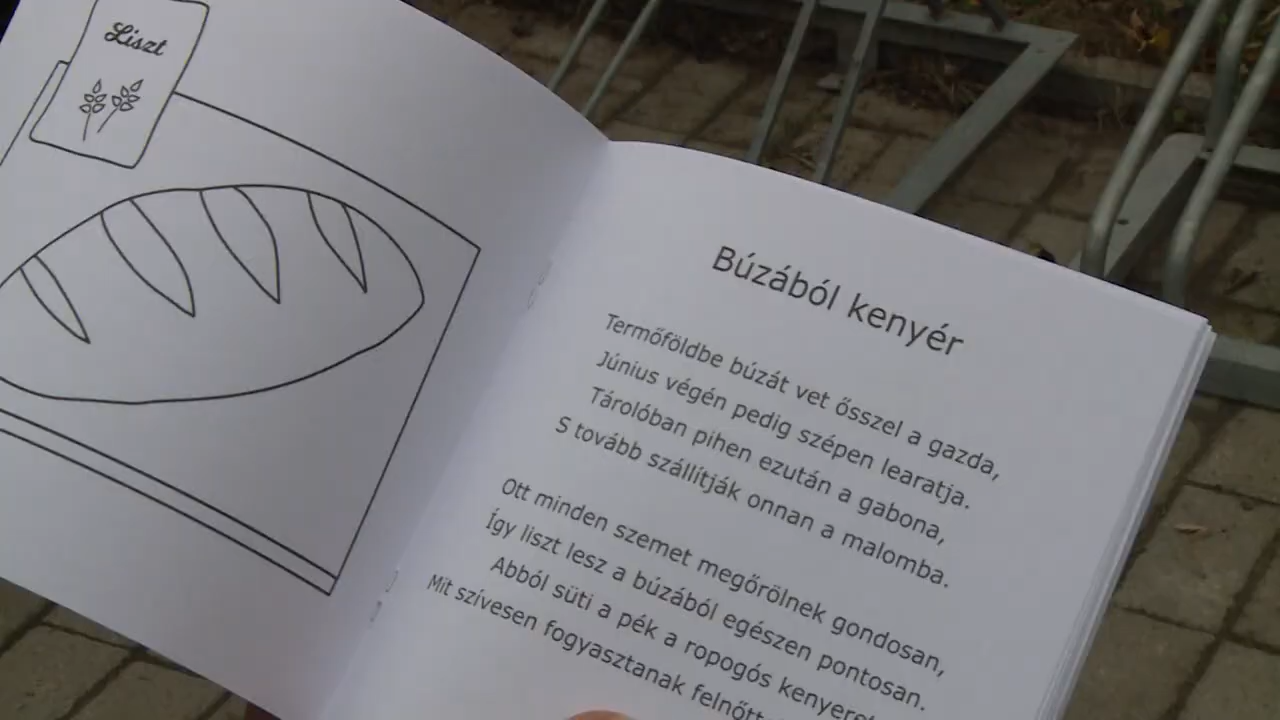 Liszt
Búzából kenyér
Termőföldbe búzát vet ősszel a gazda,
Június végén pedig szépen learatja.
Tárolóban pihen ezután a gabona,
S tovább szállítják onnan a malomba.
Ott minden szemet megőrölnek gondosan,
Így liszt lesz a búzából egészen pontosan.
Abból süti a pék a ropogós
Mit szívesen fogyasztanak